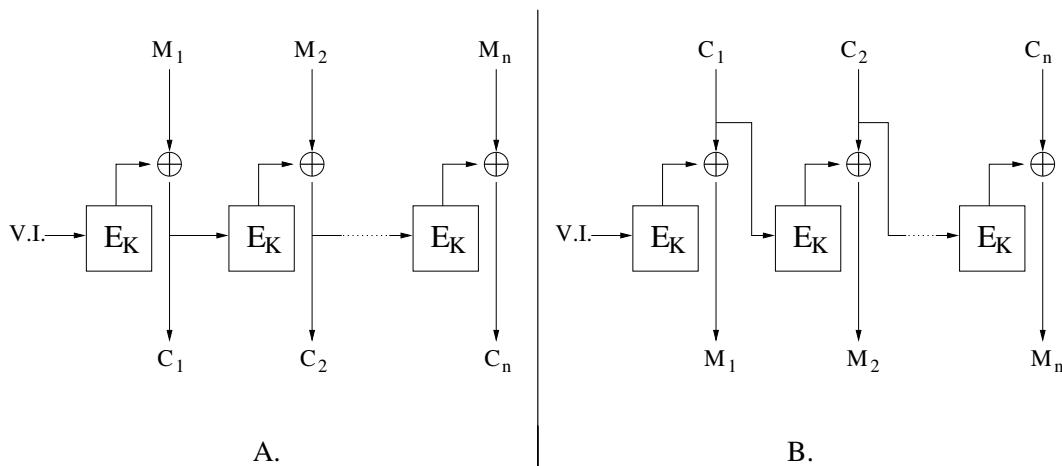 M1 M2 Mn
V.I. EK EK EK
C1 C2 Cn
A.
C1 C2 Cn
V.I. EK EK EK
M1 M2 Mn
B.